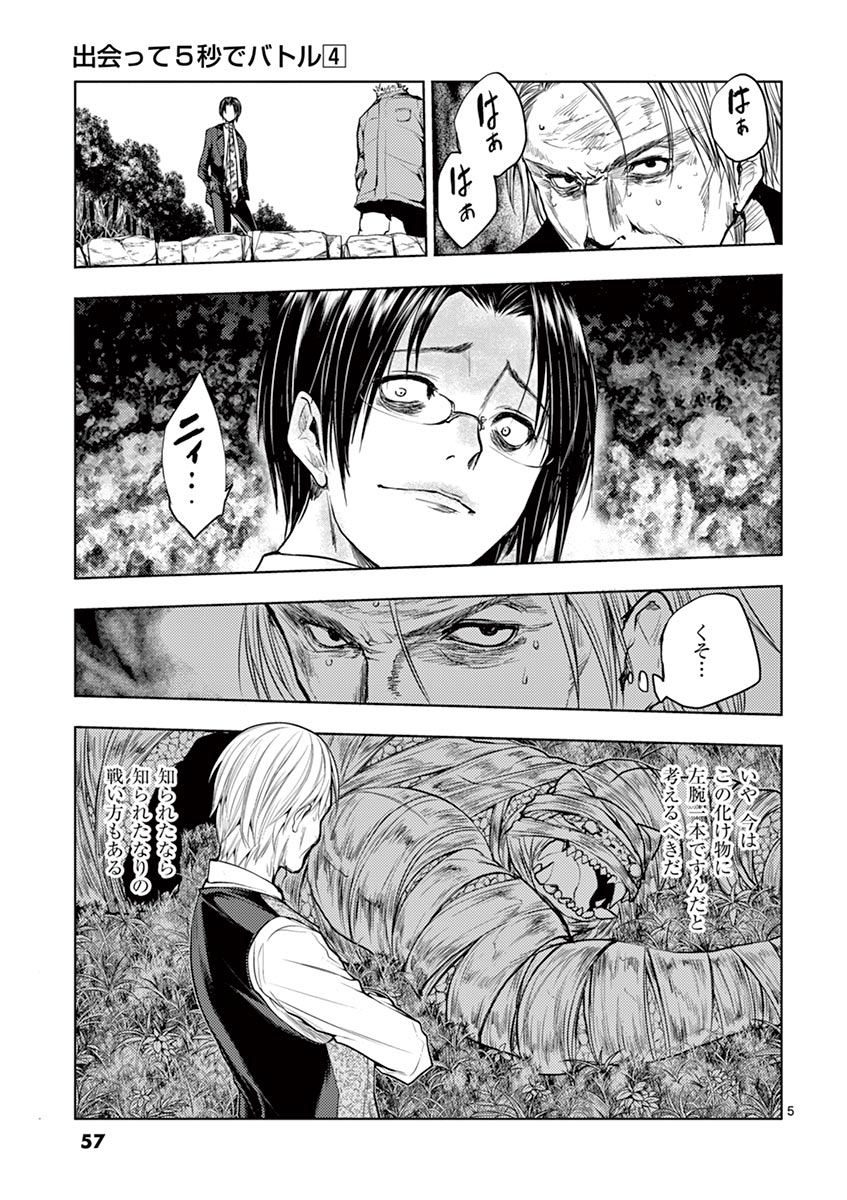 出会って5秒でバトル4
はぁ
はぁ
はぁ
ニィ…
くそ…
いや 今は
この化け物に
左腕一本ですんだと
考えるべきだ
知られたなら
知られたなりの
戦い方もある
5
57